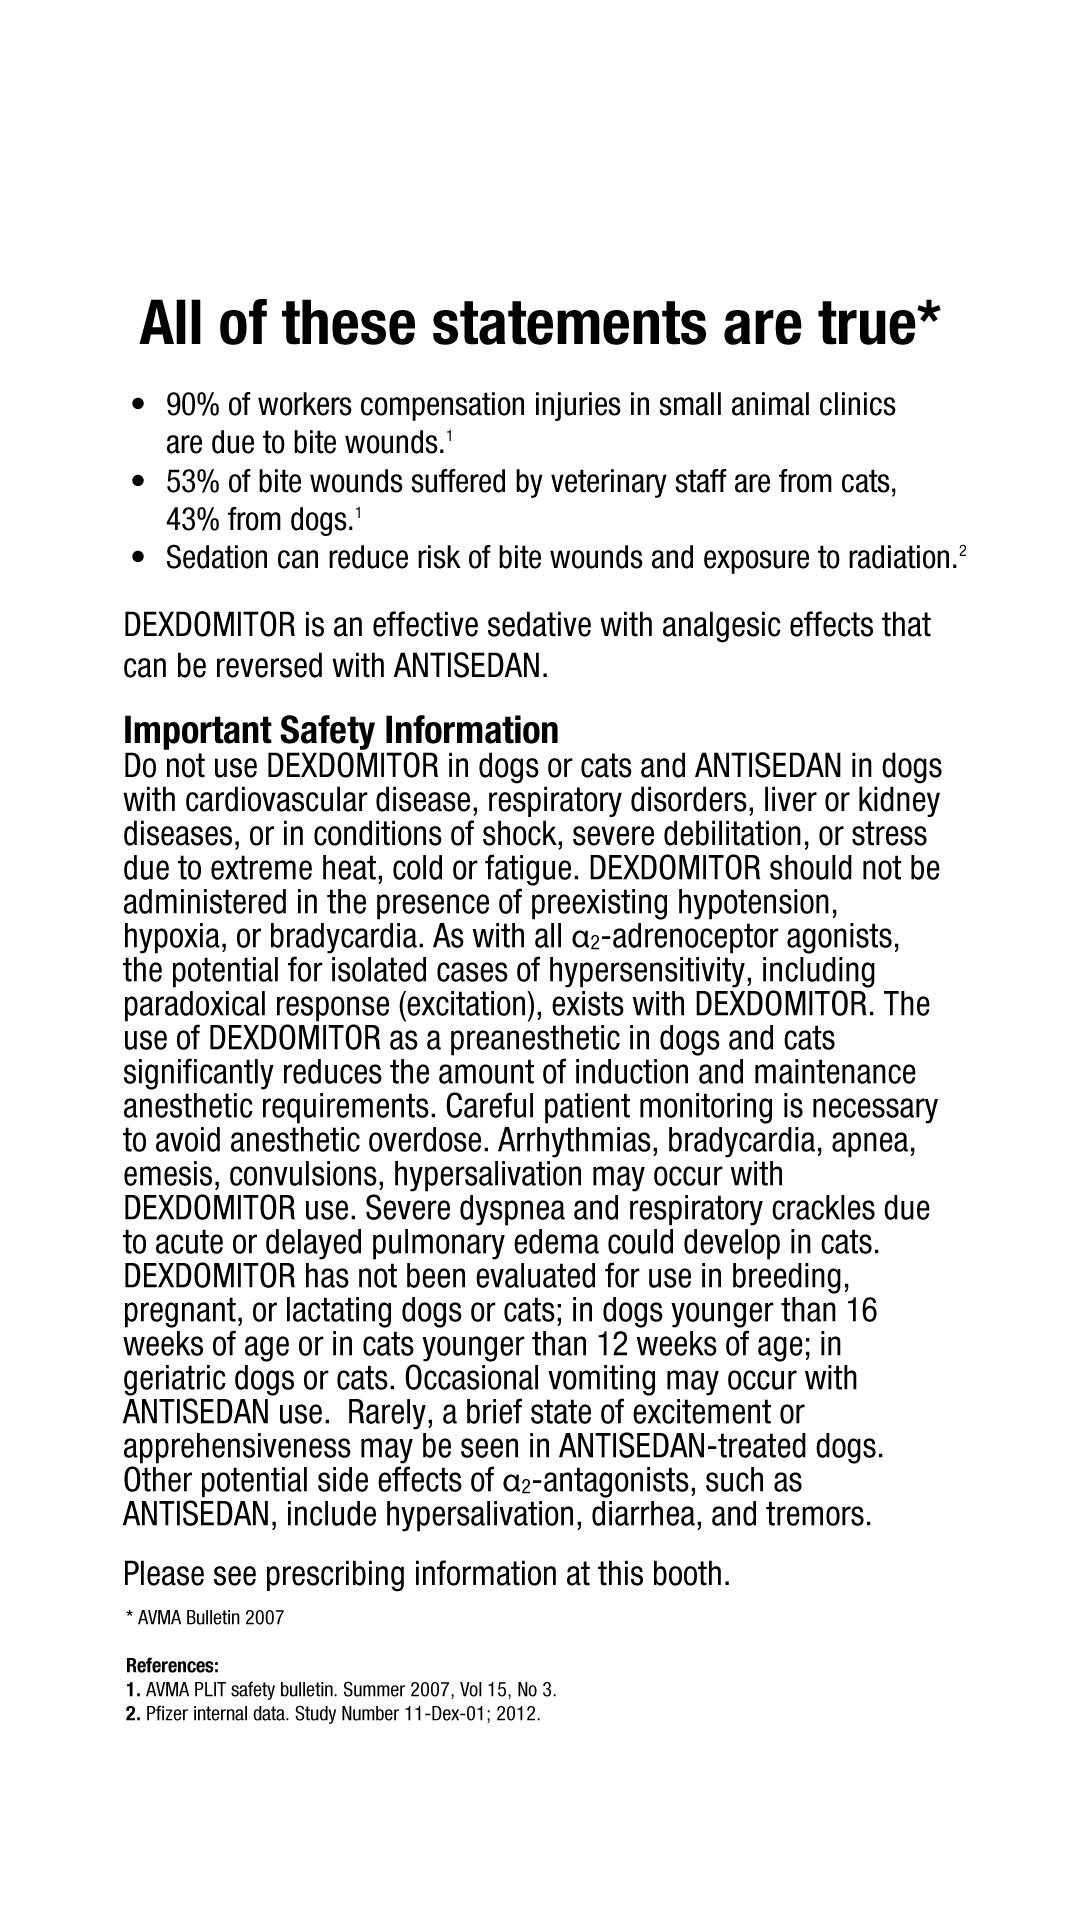 All of these statements are true*
• 90% of workers compensation injuries in small animal clinics
are due to bite wounds.1
• 53% of bite wounds suffered by veterinary staff are from cats,
43% from dogs.1
• Sedation can reduce risk of bite wounds and exposure to radiation.2
DEXDOMITOR is an effective sedative with analgesic effects that
can be reversed with ANTISEDAN.
Important Safety Information
Do not use DEXDOMITOR in dogs or cats and ANTISEDAN in dogs
with cardiovascular disease, respiratory disorders, liver or kidney
diseases, or in conditions of shock, severe debilitation, or stress
due to extreme heat, cold or fatigue. DEXDOMITOR should not be
administered in the presence of preexisting hypotension,
hypoxia, or bradycardia. As with all α2-adrenoceptor agonists,
the potential for isolated cases of hypersensitivity, including
paradoxical response (excitation), exists with DEXDOMITOR. The
use of DEXDOMITOR as a preanesthetic in dogs and cats
significantly reduces the amount of induction and maintenance
anesthetic requirements. Careful patient monitoring is necessary
to avoid anesthetic overdose. Arrhythmias, bradycardia, apnea,
emesis, convulsions, hypersalivation may occur with
DEXDOMITOR use. Severe dyspnea and respiratory crackles due
to acute or delayed pulmonary edema could develop in cats.
DEXDOMITOR has not been evaluated for use in breeding,
pregnant, or lactating dogs or cats; in dogs younger than 16
weeks of age or in cats younger than 12 weeks of age; in
geriatric dogs or cats. Occasional vomiting may occur with
ANTISEDAN use.  Rarely, a brief state of excitement or
apprehensiveness may be seen in ANTISEDAN-treated dogs.
Other potential side effects of α2-antagonists, such as
ANTISEDAN, include hypersalivation, diarrhea, and tremors.
Please see prescribing information at this booth.
* AVMA Bulletin 2007
References:
1. AVMA PLIT safety bulletin. Summer 2007, Vol 15, No 3.
2. Pfizer internal data. Study Number 11-Dex-01; 2012.